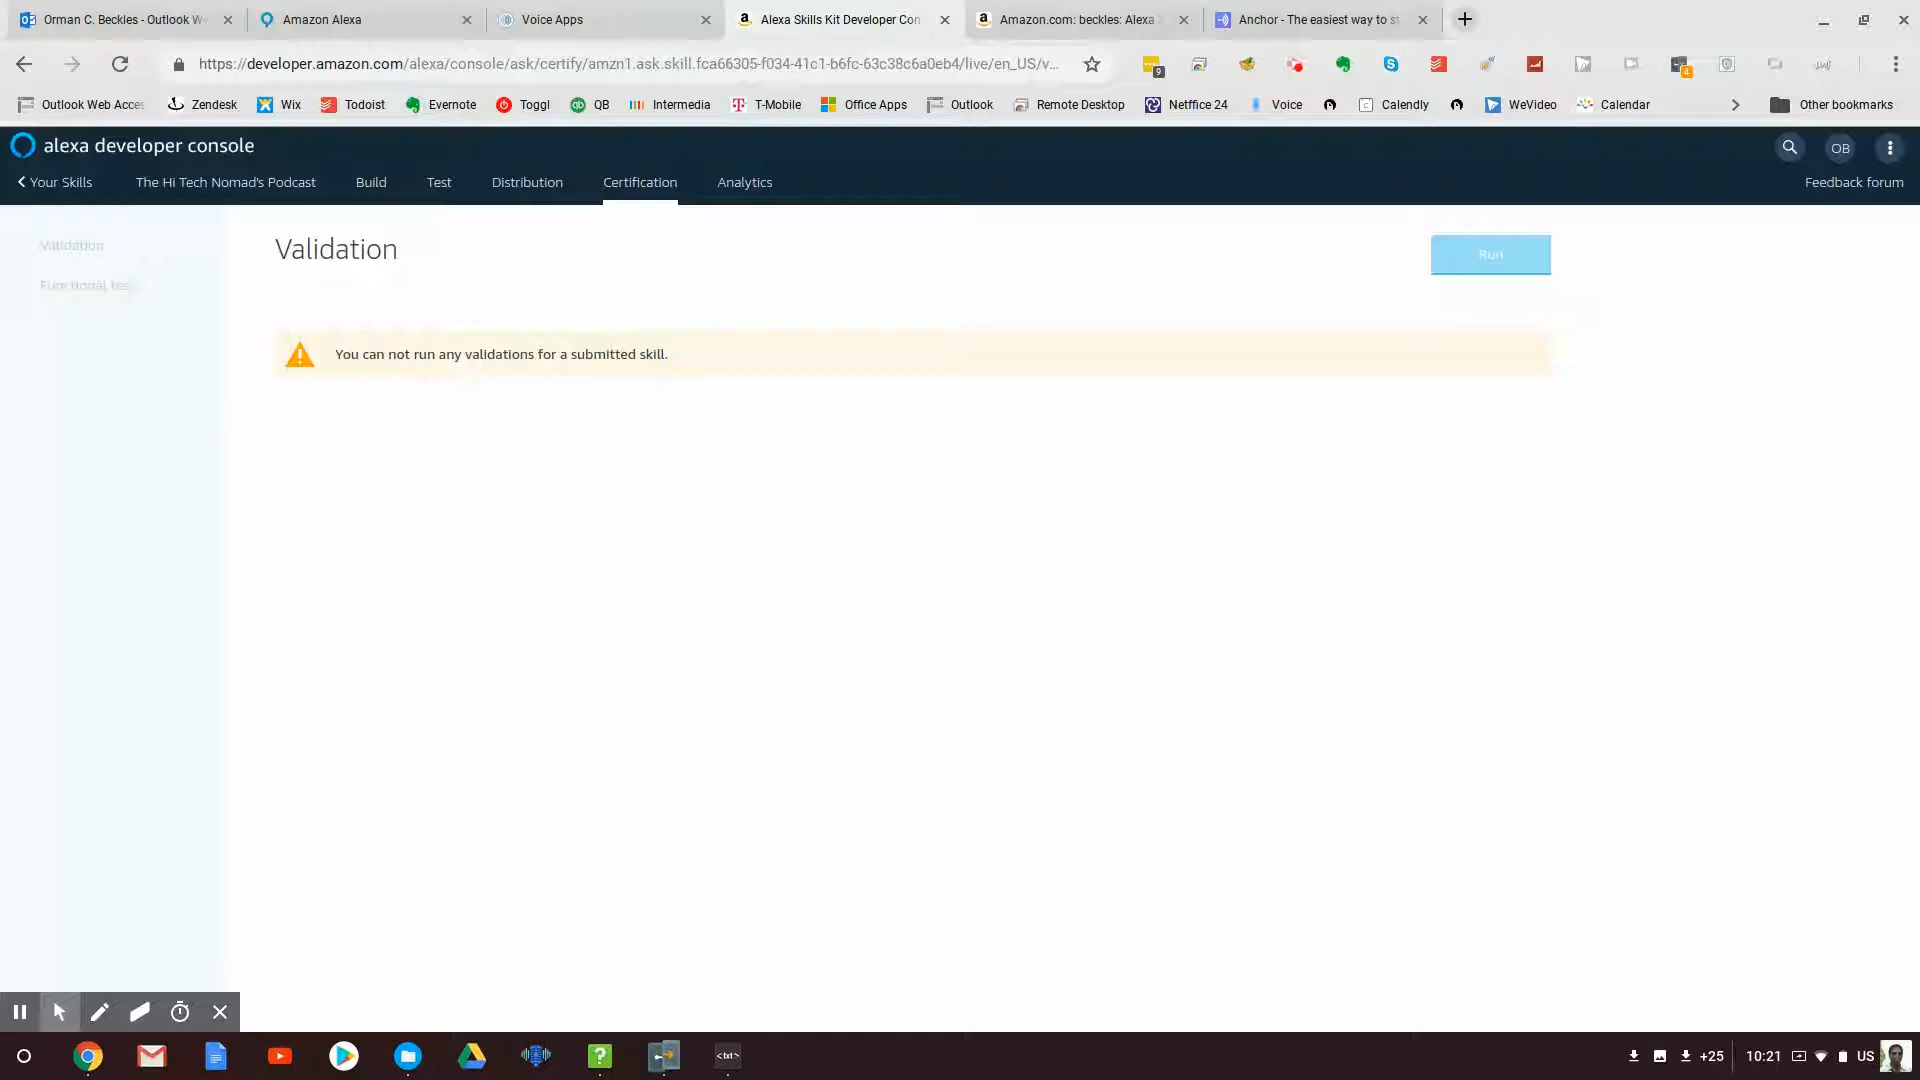 Orman C. Beckles - Outlook W
Amazon Alexa
Voice Apps
Alexa Skills Kit Developer Con
Amazon.com: beckles: Alexa
Anchor - The easiest way to st
https://developer.amazon.com/alexa/console/ask/certify/amzn1.ask.skill.fca66305-f034-41c1-b6fc-63c38c6a0eb4/live/en_US/v...
9
4
Outlook Web Acces
Zendesk
Wix
Todoist
Evernote
Toggl
QB
Intermedia
T-Mobile
Office Apps
Outlook
Remote Desktop
Netffice 24
Voice
Calendly
WeVideo
Calendar
Other bookmarks
alexa developer console
OB
Your Skills
The Hi Tech Nomad's Podcast
Build
Test
Distribution
Certification
Analytics
Feedback forum
Validation
Functional test
Validation
Run
You can not run any validations for a submitted skill.
<txt>
+25
10:21
US